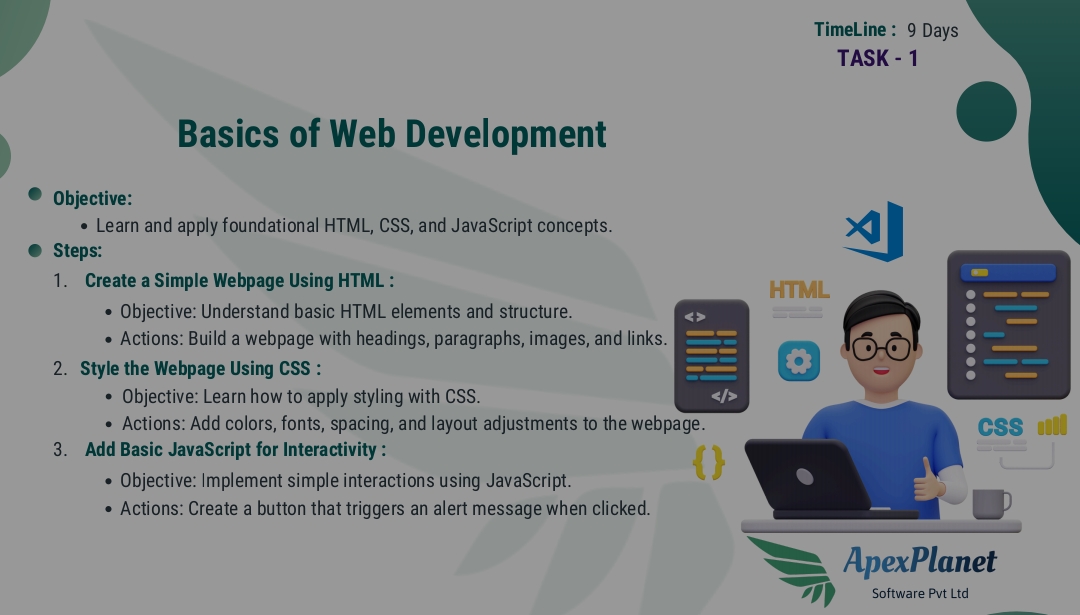 TimeLine : 9 Days
TASK - 1
Basics of Web Development
Objective:
• Learn and apply foundational HTML, CSS, and JavaScript concepts.
Steps:
1. Create a Simple Webpage Using HTML :
• Objective: Understand basic HTML elements and structure.
• Actions: Build a webpage with headings, paragraphs, images, and links.
2. Style the Webpage Using CSS :
• Objective: Learn how to apply styling with CSS.
• Actions: Add colors, fonts, spacing, and layout adjustments to the webpage.
3. Add Basic JavaScript for Interactivity :
• Objective: Implement simple interactions using JavaScript.
• Actions: Create a button that triggers an alert message when clicked.
HTML
<>
</>
CSS
{}
ApexPlanet
Software Pvt Ltd